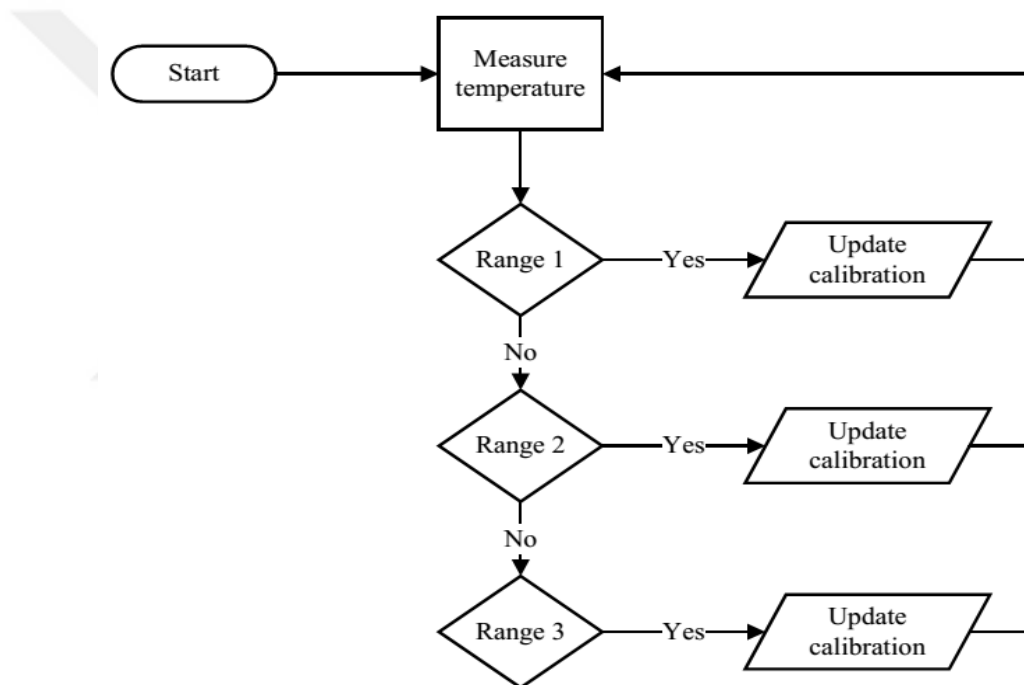 Start
Measure
temperature
Range 1
Yes
Update
calibration
No
Range 2
Yes
Update
calibration
No
Range 3
Yes
Update
calibration